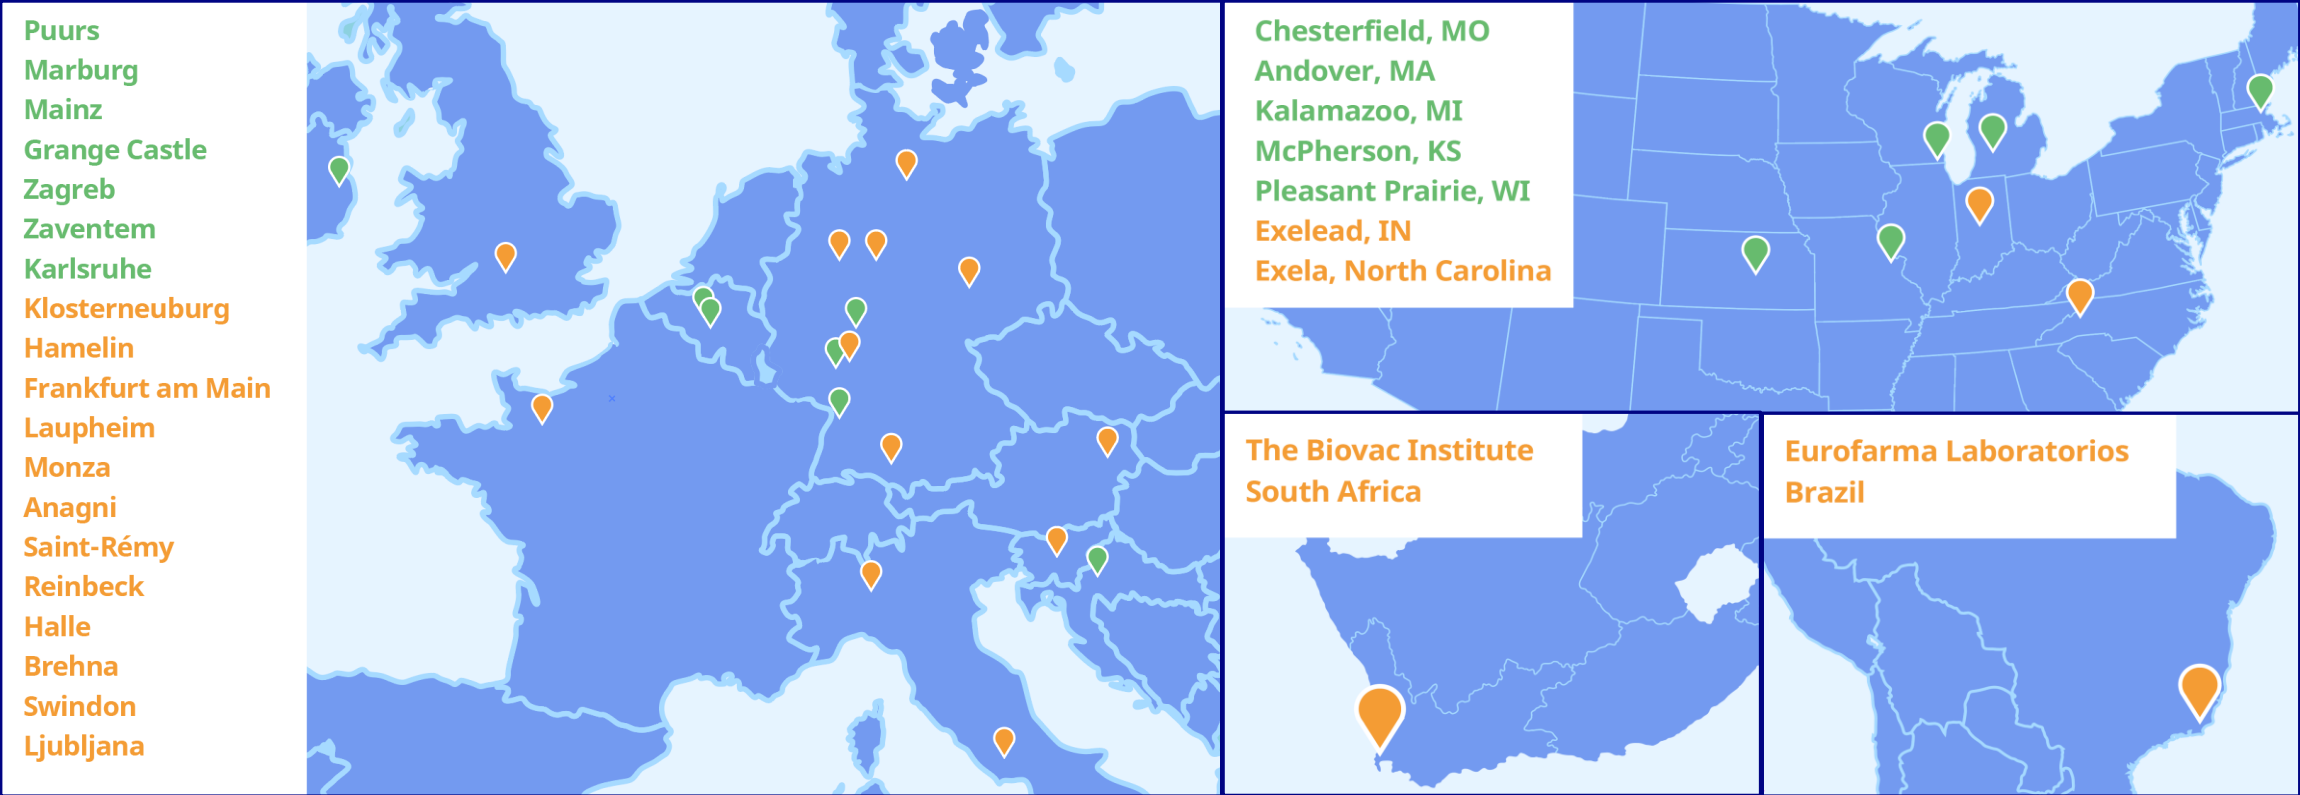 Puurs
Marburg
Mainz
Grange Castle
Zagreb
Zaventem
Karlsruhe
Klosterneuburg
Hamelin
Frankfurt am Main
Laupheim
Monza
Anagni
Saint-Rémy
Reinbeck
Halle
Brehna
Swindon
Ljubljana
Chesterfield, MO
Andover, MA
Kalamazoo, MI
McPherson, KS
Pleasant Prairie, WI
Exelead, IN
Exela, North Carolina
The Biovac Institute
South Africa
Eurofarma Laboratorios
Brazil